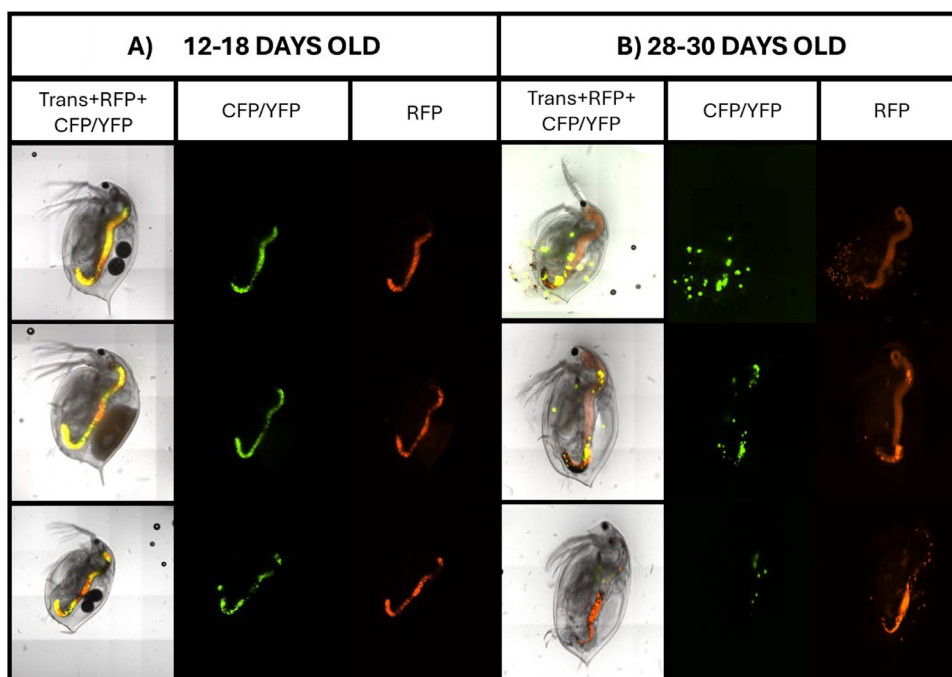 A) 12-18 DAYS OLD
B) 28-30 DAYS OLD
Trans+RFP+
CFP/YFP
CFP/YFP
RFP
Trans+RFP+
CFP/YFP
CFP/YFP
RFP